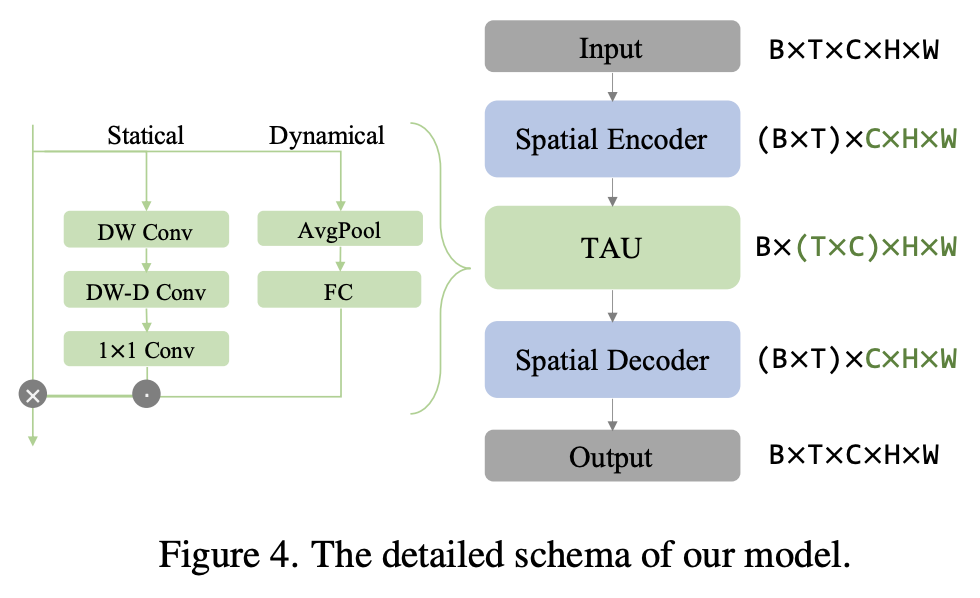 Input B×T×C×H×W
Statical Dynamical
Spatial Encoder (B×T)×C×H×W
DW Conv AvgPool
TAU B×(T×C)×H×W
DW-D Conv FC
1×1 Conv
Spatial Decoder (B×T)×C×H×W
× ·
Output B×T×C×H×W
Figure 4. The detailed schema of our model.